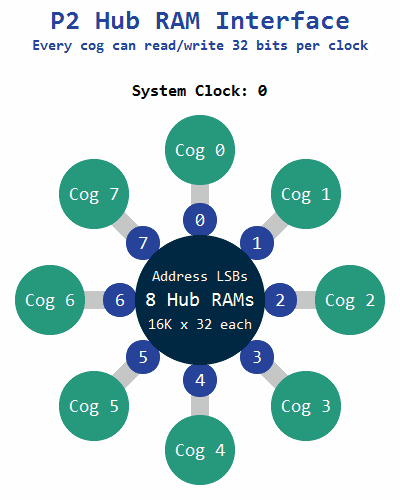 P2 Hub RAM Interface
Every cog can read/write 32 bits per clock
System Clock: 0
Cog 0
Cog 7
Cog 1
0
7
1
Address LSBs
Cog 6
6
8 Hub RAMs
2
Cog 2
16K x 32 each
5
3
4
Cog 5
Cog 3
Cog 4